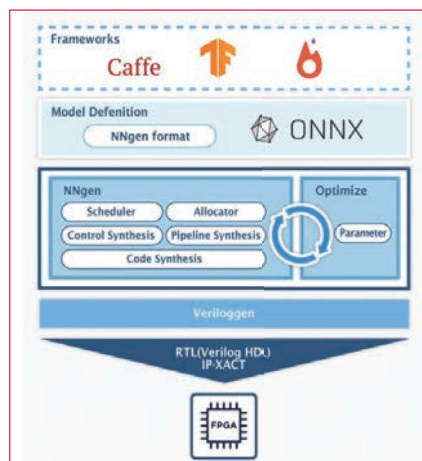 Frameworks
Caffe
Model Defenition
NNgen format
ONNX
NNgen
Optimize
Scheduler
Allocator
Control Synthesis
Pipeline Synthesis
Parameter
Code Synthesis
Veriloggen
RTL(Verilog HDL)
IP-XACT
FPGA